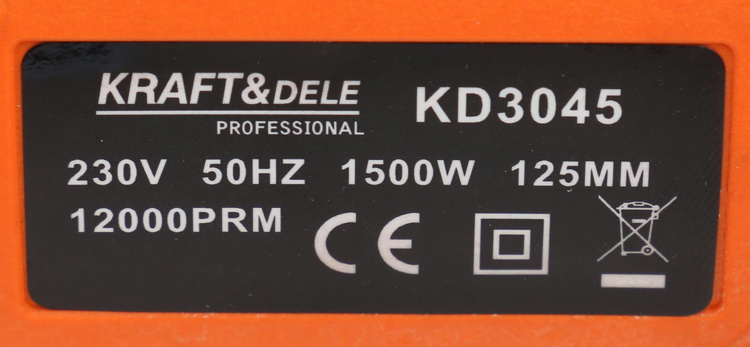 KRAFT&DELE KD3045
PROFESSIONAL
230V 50HZ 1500W 125MM
12000PRM CE